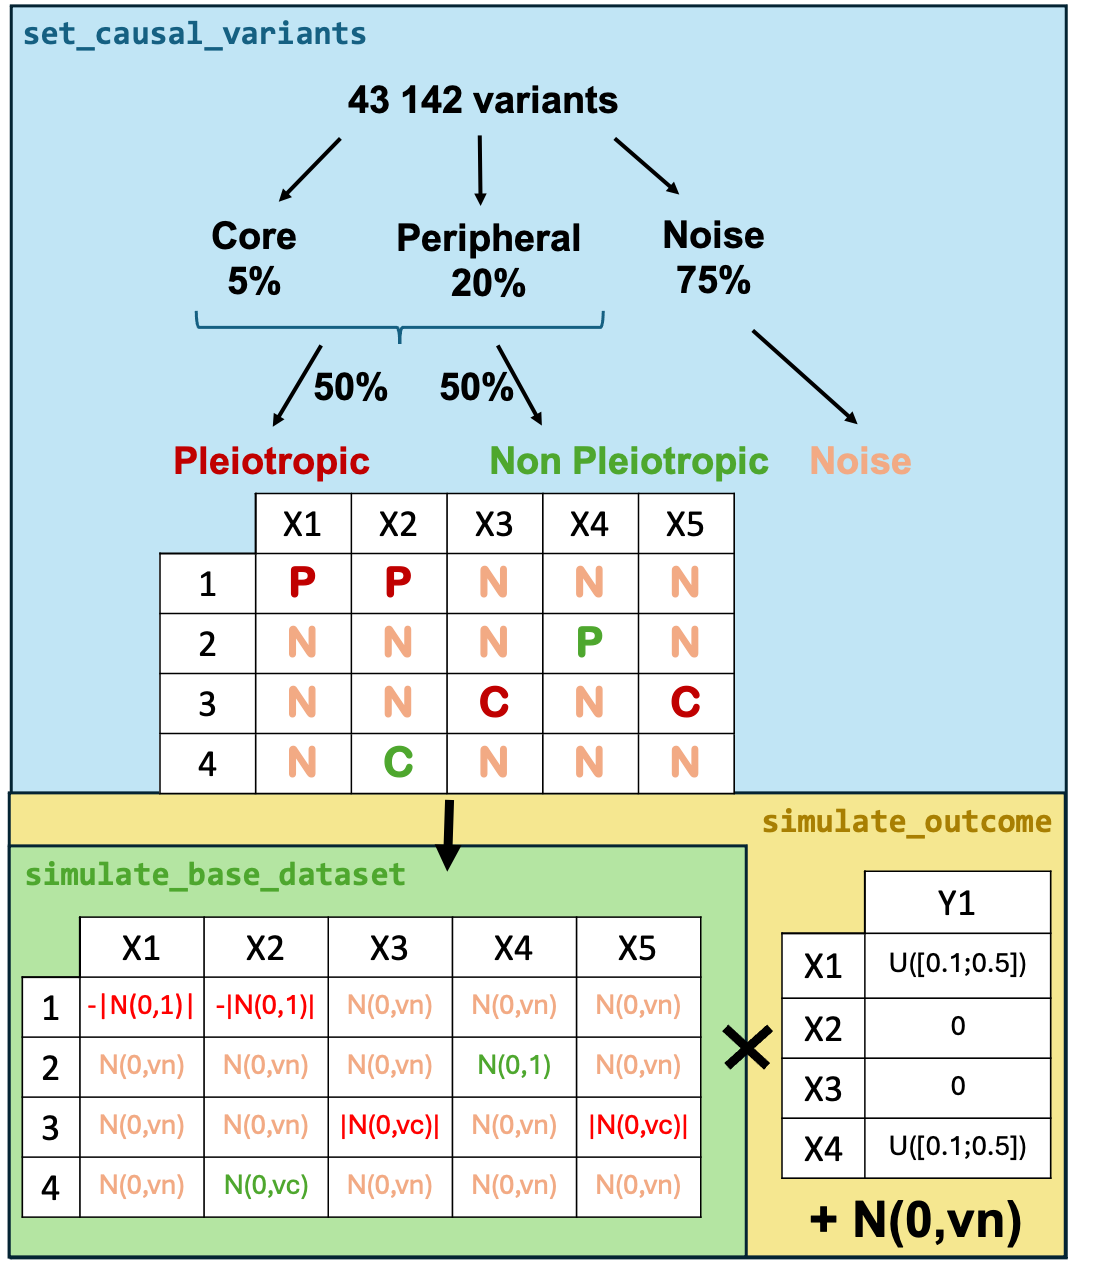 set_causal_variants
43 142 variants
Core Peripheral Noise
5% 20% 75%
50% 50%
Pleiotropic Non Pleiotropic Noise
X1 X2 X3 X4 X5
1 P P N N N
2 N N N P N
3 N N C N C
4 N C N N N
simulate_outcome
simulate_base_dataset
X1 X2 X3 X4 X5
1 -|N(0,1)| -|N(0,1)| N(0,vn) N(0,vn) N(0,vn)
2 N(0,vn) N(0,vn) N(0,vn) N(0,1) N(0,vn)
3 N(0,vn) N(0,vn) |N(0,vc)| N(0,vn) |N(0,vc)|
4 N(0,vn) N(0,vc) N(0,vn) N(0,vn) N(0,vn)
Y1
X1 U([0.1;0.5])
X2 0
X3 0
X4 U([0.1;0.5])
+ N(0,vn)